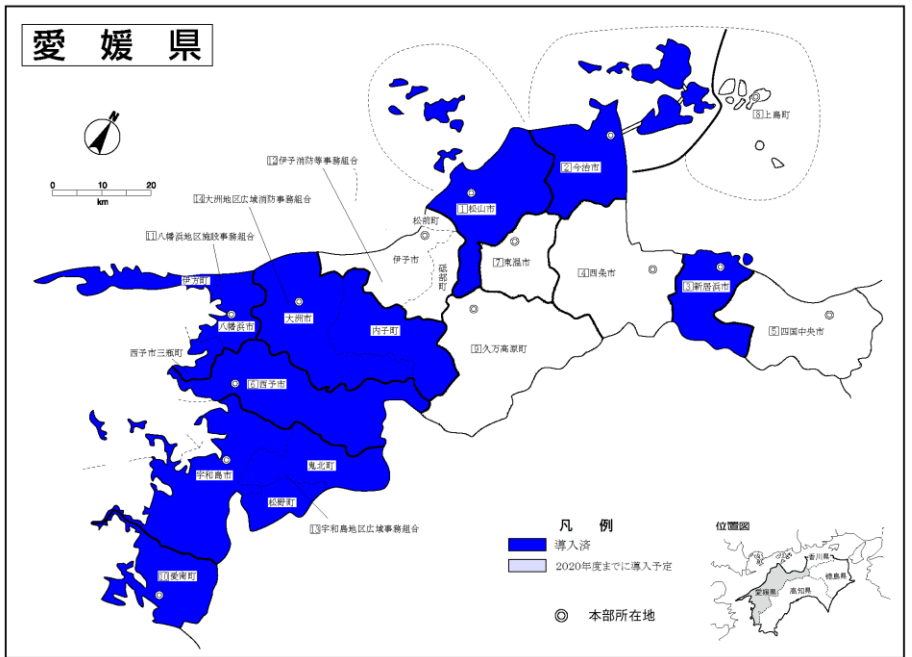 愛媛県
N
0 10 20
km
⑫伊予消防等事務組合
⑭大洲地区広域消防事務組合
⑪八幡浜地区施設事務組合
⑧上島町
②今治市
①松山市
松前町
伊予市
砥部町
⑦東温市
④西条市
③新居浜市
⑤四国中央市
伊方町
八幡浜市
大洲市
内子町
⑨久万高原町
西予市三瓶町
⑥西予市
宇和島市
鬼北町
松野町
⑬宇和島地区広域事務組合
⑩愛南町
凡例
導入済
2020年度までに導入予定
◎ 本部所在地
位置図
香川県
徳島県
愛媛県
高知県